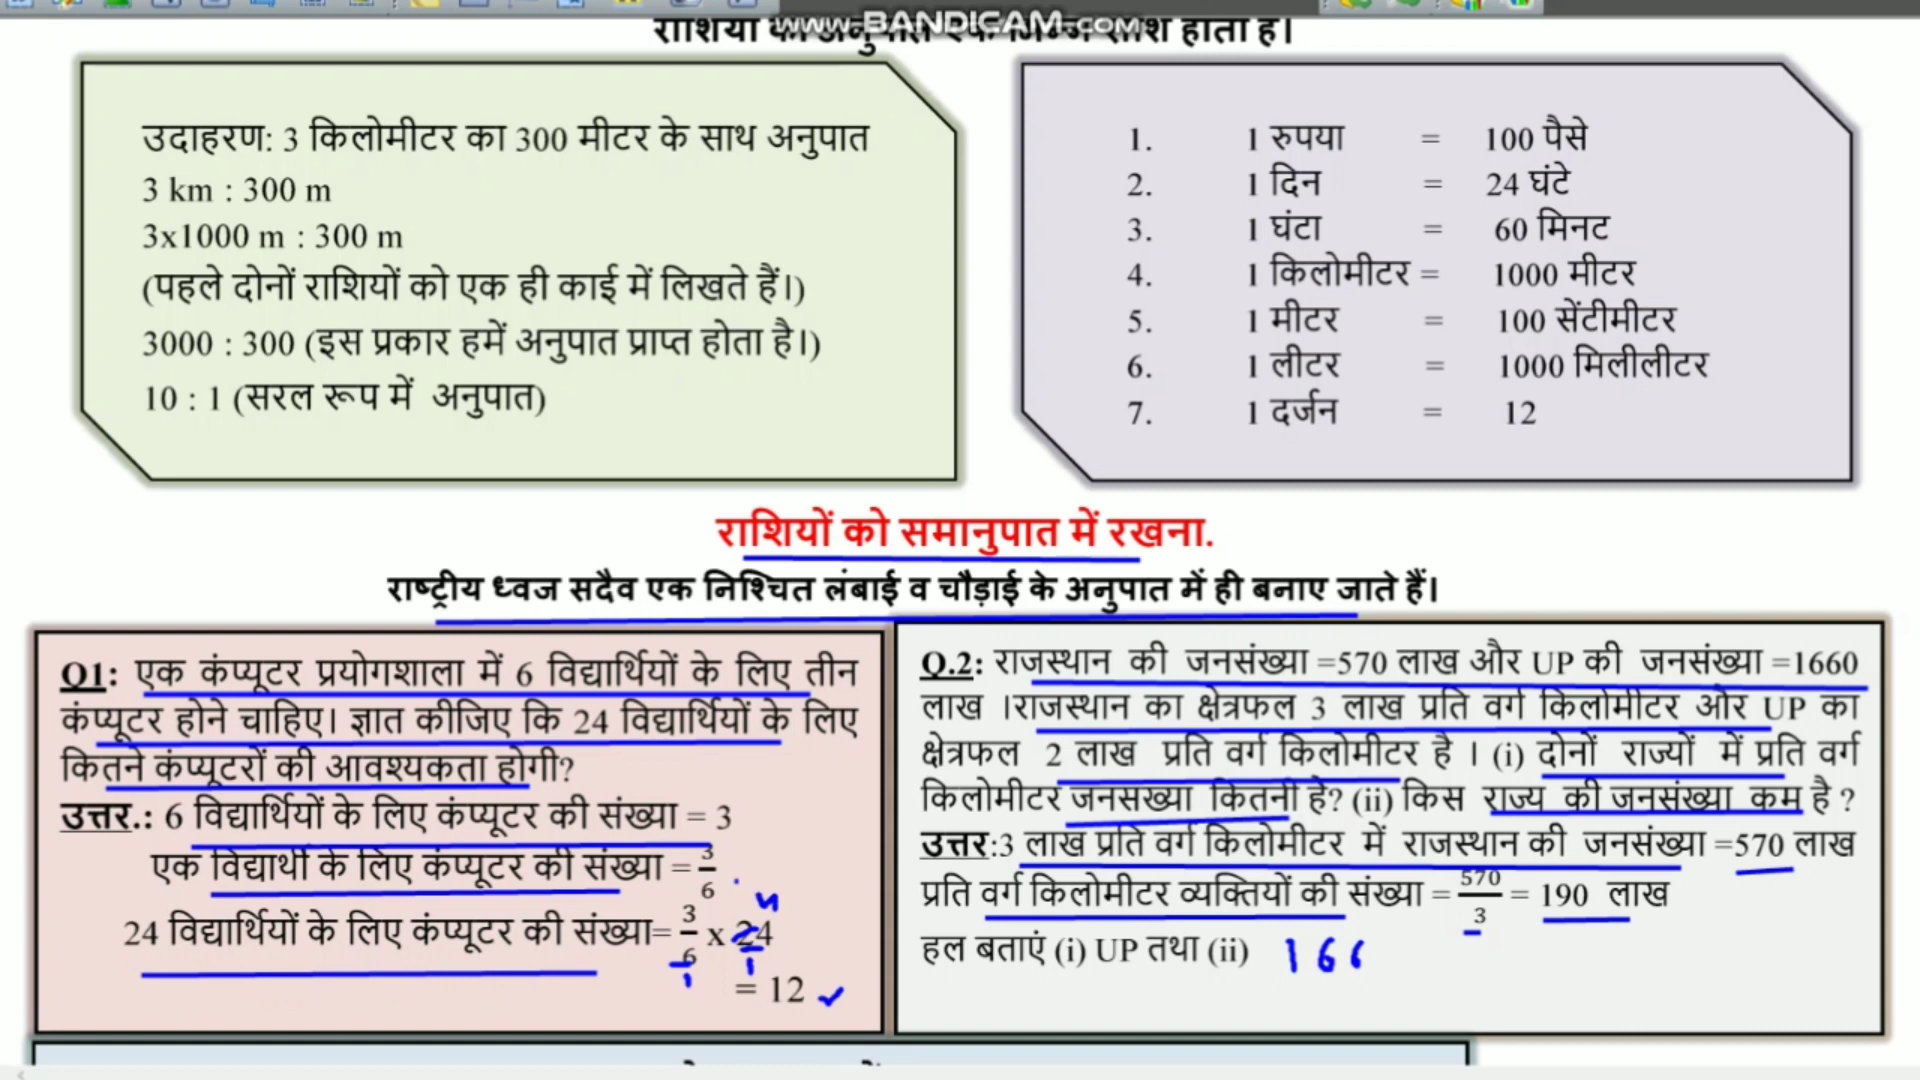 www.BANDICAM.com
राशियों का अनुपात होता है।
उदाहरण: 3 किलोमीटर का 300 मीटर के साथ अनुपात
3 km : 300 m
3x1000 m : 300 m
(पहले दोनों राशियों को एक ही काई में लिखते हैं।)
3000 : 300 (इस प्रकार हमें अनुपात प्राप्त होता है।)
10 : 1 (सरल रूप में अनुपात)
1. 1 रुपया = 100 पैसे
2. 1 दिन = 24 घंटे
3. 1 घंटा = 60 मिनट
4. 1 किलोमीटर = 1000 मीटर
5. 1 मीटर = 100 सेंटीमीटर
6. 1 लीटर = 1000 मिलीलीटर
7. 1 दर्जन = 12
राशियों को समानुपात में रखना.
राष्ट्रीय ध्वज सदैव एक निश्चित लंबाई व चौड़ाई के अनुपात में ही बनाए जाते हैं।
Q1: एक कंप्यूटर प्रयोगशाला में 6 विद्यार्थियों के लिए तीन
कंप्यूटर होने चाहिए। ज्ञात कीजिए कि 24 विद्यार्थियों के लिए
कितने कंप्यूटरों की आवश्यकता होगी?
उत्तर.: 6 विद्यार्थियों के लिए कंप्यूटर की संख्या = 3
एक विद्यार्थी के लिए कंप्यूटर की संख्या = 3/6
24 विद्यार्थियों के लिए कंप्यूटर की संख्या= 3/6 x 24
4
1 1
= 12
Q.2: राजस्थान की जनसंख्या =570 लाख और UP की जनसंख्या =1660
लाख ।राजस्थान का क्षेत्रफल 3 लाख प्रति वर्ग किलोमीटर और UP का
क्षेत्रफल 2 लाख प्रति वर्ग किलोमीटर है । (i) दोनों राज्यों में प्रति वर्ग
किलोमीटर जनसंख्या कितनी है? (ii) किस राज्य की जनसंख्या कम है ?
उत्तर:3 लाख प्रति वर्ग किलोमीटर में राजस्थान की जनसंख्या =570 लाख
प्रति वर्ग किलोमीटर व्यक्तियों की संख्या = 570/3 = 190 लाख
हल बताएं (i) UP तथा (ii) 166